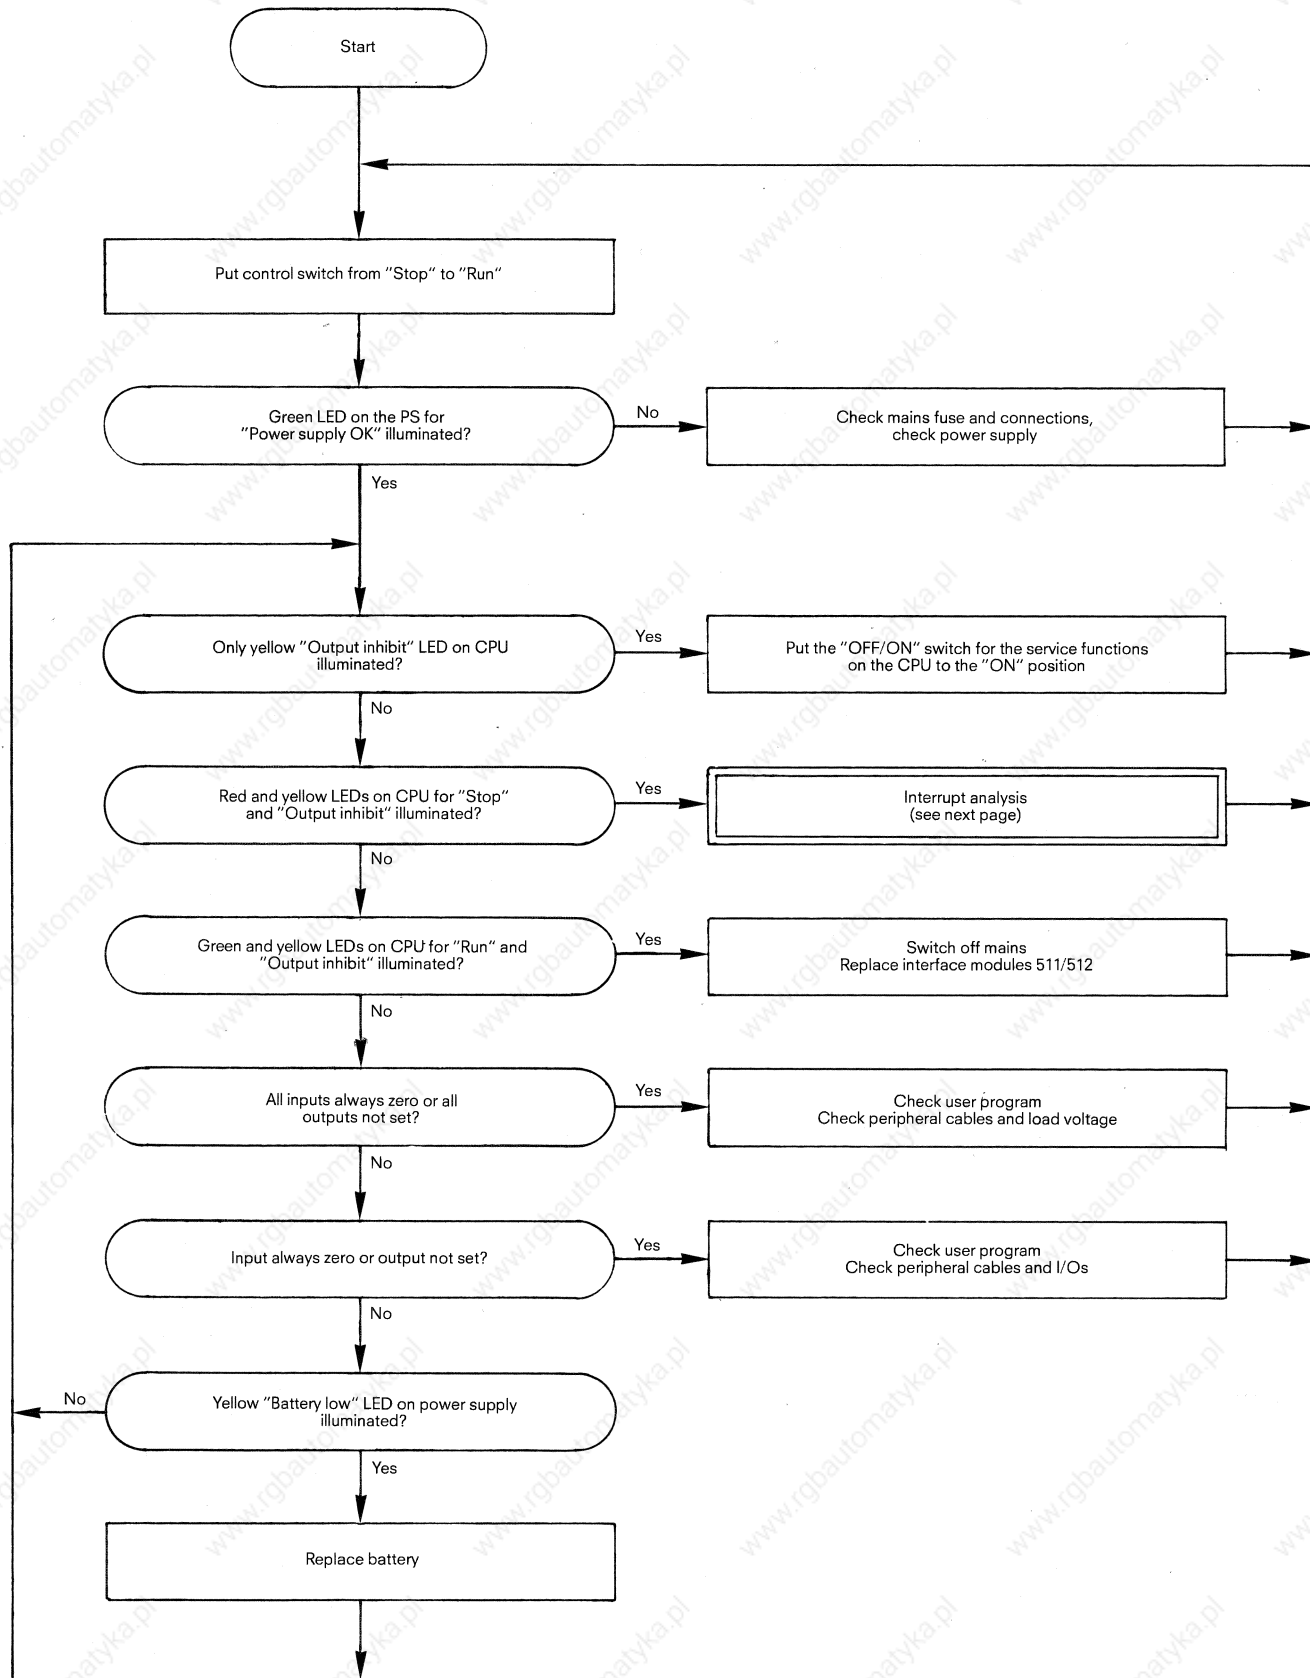 Start
Put control switch from "Stop" to "Run"
Green LED on the PS for
"Power supply OK" illuminated?
No
Check mains fuse and connections,
check power supply
Yes
Only yellow "Output inhibit" LED on CPU
illuminated?
Yes
Put the "OFF/ON" switch for the service functions
on the CPU to the "ON" position
No
Red and yellow LEDs on CPU for "Stop"
and "Output inhibit" illuminated?
Yes
Interrupt analysis
(see next page)
No
Green and yellow LEDs on CPU for "Run" and
"Output inhibit" illuminated?
Yes
Switch off mains
Replace interface modules 511/512
No
All inputs always zero or all
outputs not set?
Yes
Check user program
Check peripheral cables and load voltage
No
Input always zero or output not set?
Yes
Check user program
Check peripheral cables and I/Os
No
Yellow "Battery low" LED on power supply
illuminated?
No
Yes
Replace battery
www.rgbautomatyka.pl